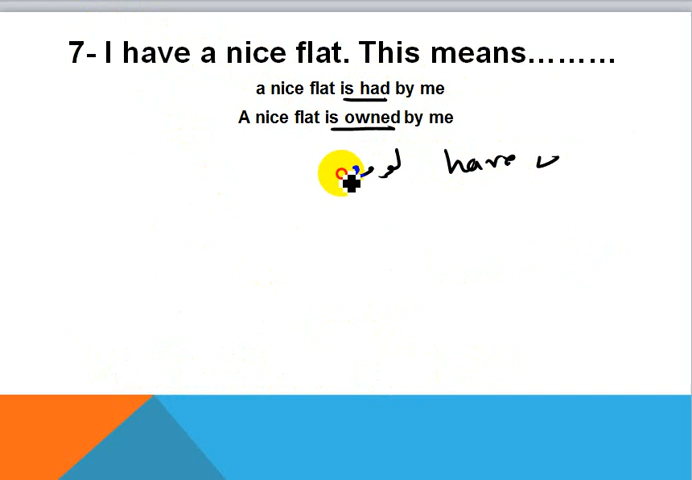 7- I have a nice flat. This means………
a nice flat is had by me
A nice flat is owned by me
have